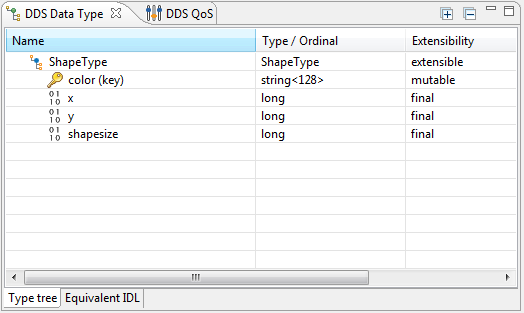 DDS Data Type DDS QoS
Name Type / Ordinal Extensibility
ShapeType ShapeType extensible
color (key) string<128> mutable
x long final
y long final
shapesize long final
Type tree Equivalent IDL